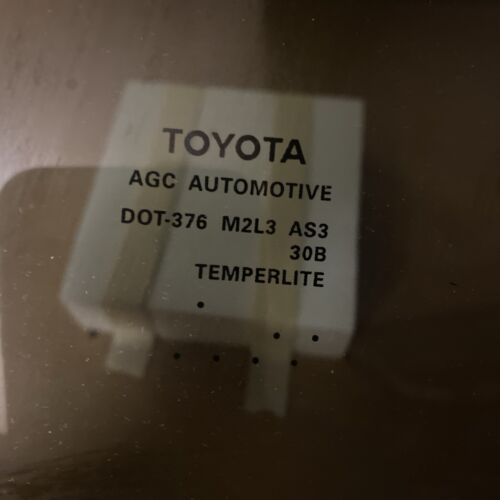 TOYOTA
AGC AUTOMOTIVE
DOT-376 M2L3 AS3
30B
TEMPERLITE